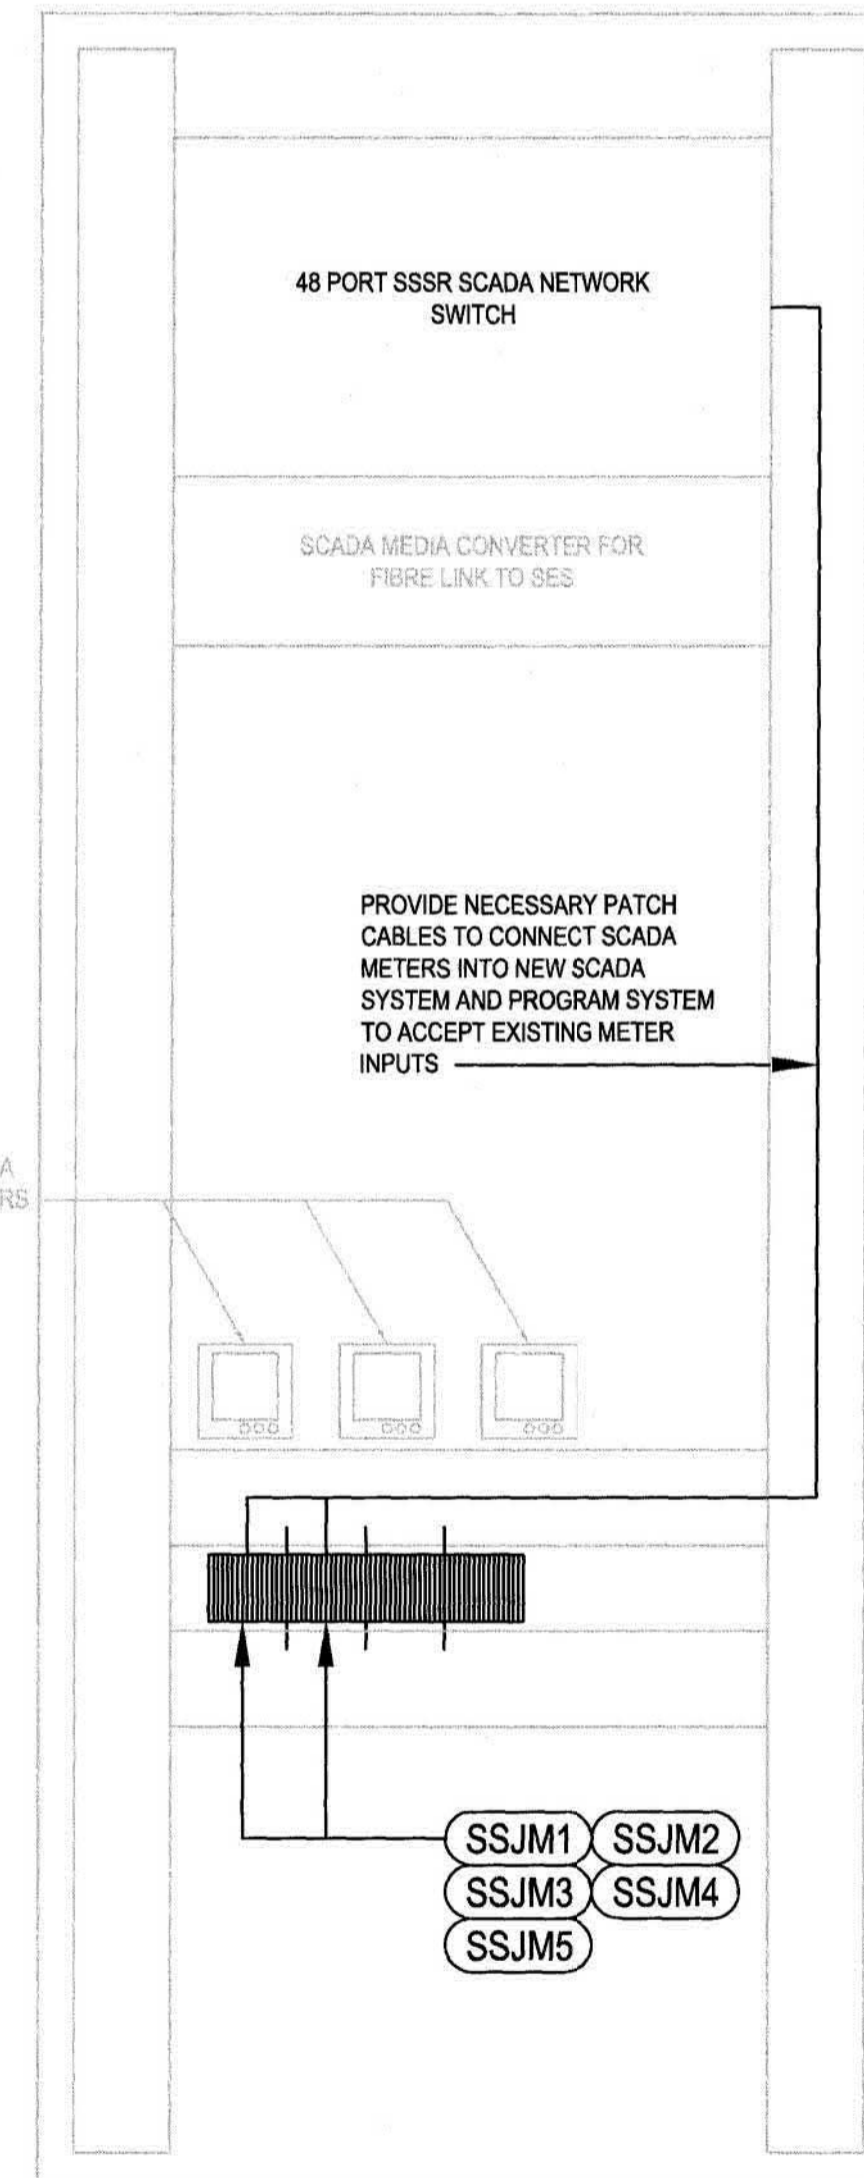 48 PORT SSSR SCADA NETWORK
SWITCH
SCADA MEDIA CONVERTER FOR
FIBRE LINK TO SES
PROVIDE NECESSARY PATCH
CABLES TO CONNECT SCADA
METERS INTO NEW SCADA
SYSTEM AND PROGRAM SYSTEM
TO ACCEPT EXISTING METER
INPUTS
A
RS
SSJM1 SSJM2
SSJM3 SSJM4
SSJM5